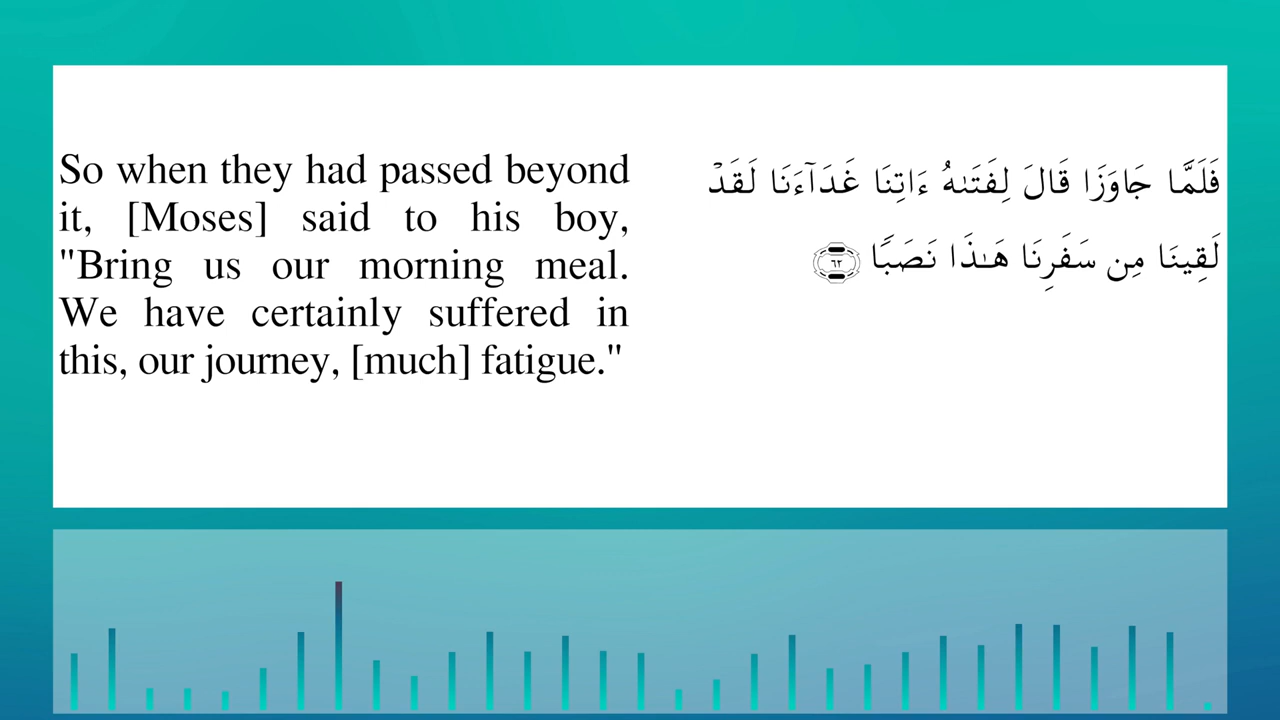 So when they had passed beyond
it, [Moses] said to his boy,
"Bring us our morning meal.
We have certainly suffered in
this, our journey, [much] fatigue."
فَلَمَّا جَاوَزَا قَالَ لِفَتَىٰهُ ءَاتِنَا غَدَآءَنَا لَقَدْ
لَقِينَا مِن سَفَرِنَا هَـٰذَا نَصَبًا ٦٢